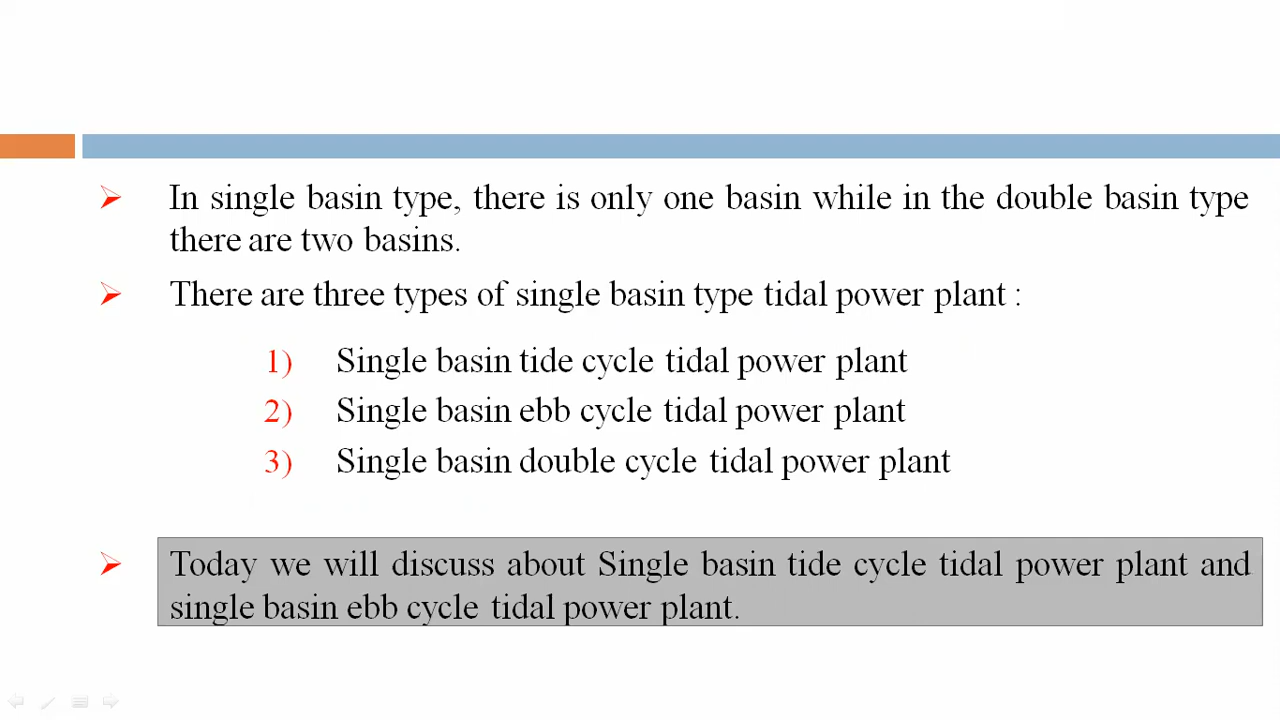 In single basin type, there is only one basin while in the double basin type
there are two basins.
There are three types of single basin type tidal power plant :
1) Single basin tide cycle tidal power plant
2) Single basin ebb cycle tidal power plant
3) Single basin double cycle tidal power plant
Today we will discuss about Single basin tide cycle tidal power plant and
single basin ebb cycle tidal power plant.